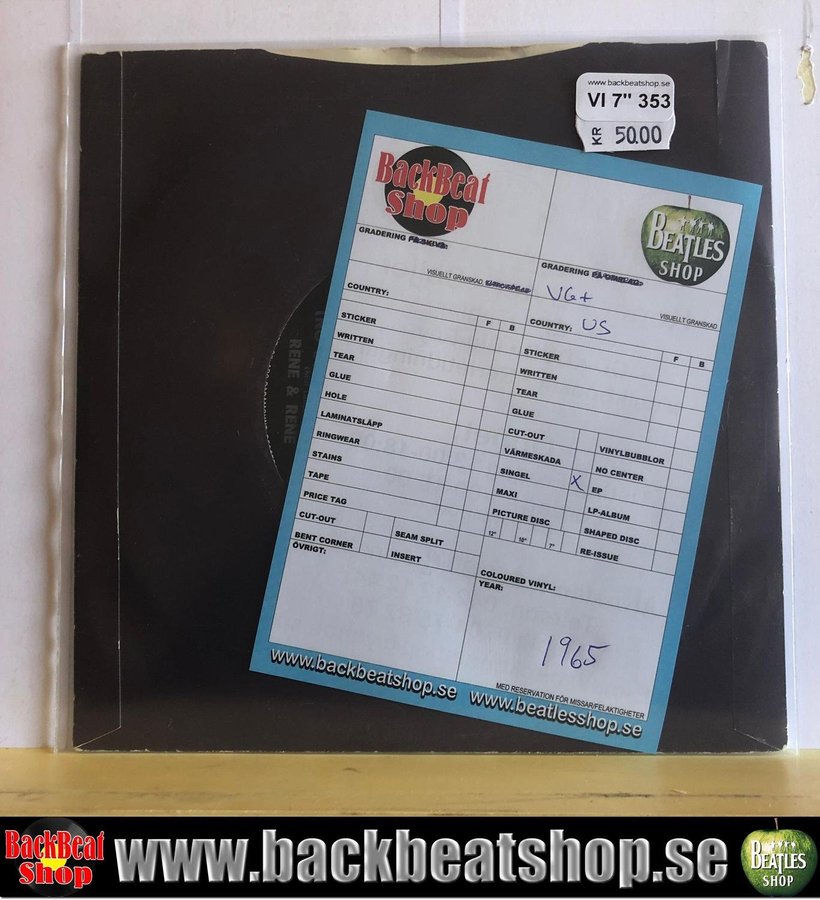 www.backbeatshop.se
VI 7" 353
KR 50.00
BackBeat
Shop
BEATLES
SHOP
GRADERING
VISUELLT GRANSKAD,
COUNTRY:
STICKER F B
WRITTEN
TEAR
GLUE
HOLE
LAMINATSLÄPP
RINGWEAR
STAINS
TAPE
PRICE TAG
CUT-OUT SEAM SPLIT
BENT CORNER INSERT
ÖVRIGT:
GRADERING
VG+
VISUELLT GRANSKAD
COUNTRY: US
STICKER F B
WRITTEN
TEAR
GLUE
CUT-OUT VINYLBUBBLOR
VÄRMESKADA NO CENTER
SINGEL X EP
MAXI LP-ALBUM
PICTURE DISC SHAPED DISC
12" 10" 7" RE-ISSUE
COLOURED VINYL:
YEAR:
1965
MED RESERVATION FÖR MISSAR/FELAKTIGHETER
www.backbeatshop.se www.beatlesshop.se
RENE & RENE
BackBeat
Shop
www.backbeatshop.se
BEATLES
SHOP